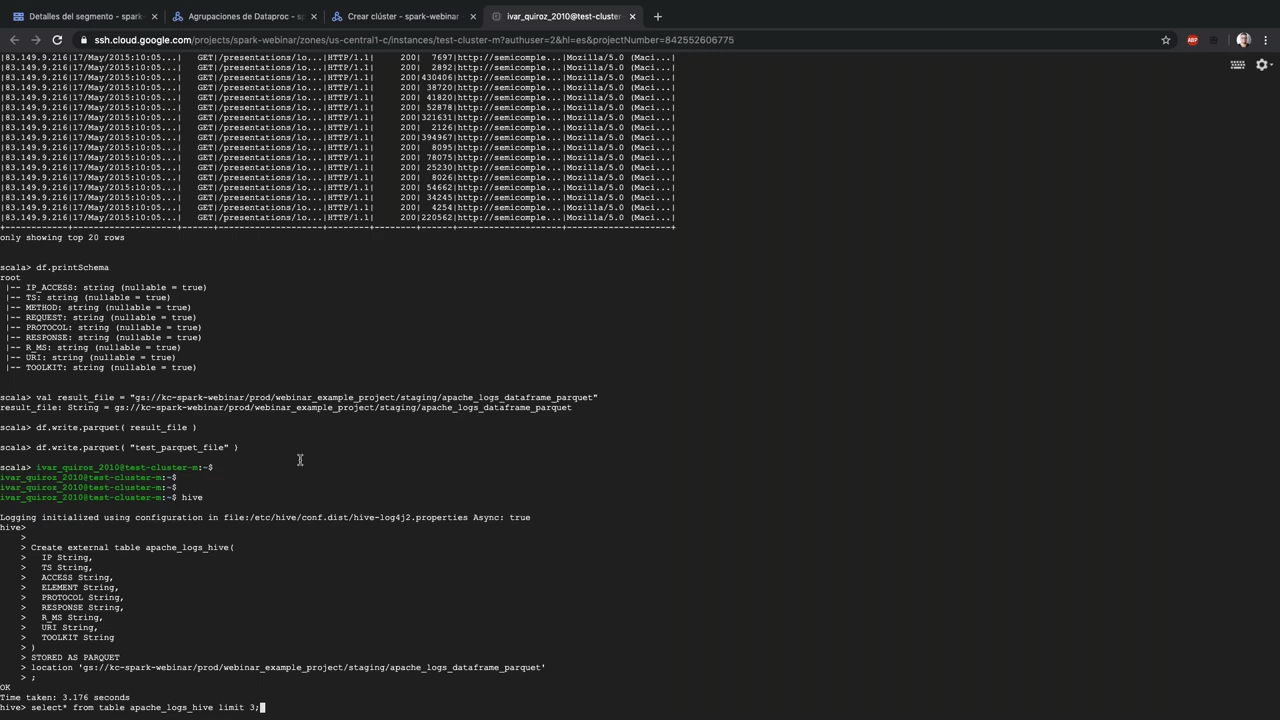 Detalles del segmento - spark
Agrupaciones de Dataproc - sp
Crear clúster - spark-webinar
ivar_quiroz_2010@test-cluster
ssh.cloud.google.com/projects/spark-webinar/zones/us-central1-c/instances/test-cluster-m?authuser=2&hl=es&projectNumber=842552606775
ABP
|83.149.9.216|17/May/2015:10:05...|   GET|/presentations/lo...|HTTP/1.1|     200|  7697|http://semicomple...|Mozilla/5.0 (Maci...|
|83.149.9.216|17/May/2015:10:05...|   GET|/presentations/lo...|HTTP/1.1|     200|  2892|http://semicomple...|Mozilla/5.0 (Maci...|
|83.149.9.216|17/May/2015:10:05...|   GET|/presentations/lo...|HTTP/1.1|     200|430406|http://semicomple...|Mozilla/5.0 (Maci...|
|83.149.9.216|17/May/2015:10:05...|   GET|/presentations/lo...|HTTP/1.1|     200| 38720|http://semicomple...|Mozilla/5.0 (Maci...|
|83.149.9.216|17/May/2015:10:05...|   GET|/presentations/lo...|HTTP/1.1|     200| 41820|http://semicomple...|Mozilla/5.0 (Maci...|
|83.149.9.216|17/May/2015:10:05...|   GET|/presentations/lo...|HTTP/1.1|     200| 52878|http://semicomple...|Mozilla/5.0 (Maci...|
|83.149.9.216|17/May/2015:10:05...|   GET|/presentations/lo...|HTTP/1.1|     200|321631|http://semicomple...|Mozilla/5.0 (Maci...|
|83.149.9.216|17/May/2015:10:05...|   GET|/presentations/lo...|HTTP/1.1|     200|  2126|http://semicomple...|Mozilla/5.0 (Maci...|
|83.149.9.216|17/May/2015:10:05...|   GET|/presentations/lo...|HTTP/1.1|     200|394967|http://semicomple...|Mozilla/5.0 (Maci...|
|83.149.9.216|17/May/2015:10:05...|   GET|/presentations/lo...|HTTP/1.1|     200|  8095|http://semicomple...|Mozilla/5.0 (Maci...|
|83.149.9.216|17/May/2015:10:05...|   GET|/presentations/lo...|HTTP/1.1|     200| 78075|http://semicomple...|Mozilla/5.0 (Maci...|
|83.149.9.216|17/May/2015:10:05...|   GET|/presentations/lo...|HTTP/1.1|     200| 25230|http://semicomple...|Mozilla/5.0 (Maci...|
|83.149.9.216|17/May/2015:10:05...|   GET|/presentations/lo...|HTTP/1.1|     200|  8026|http://semicomple...|Mozilla/5.0 (Maci...|
|83.149.9.216|17/May/2015:10:05...|   GET|/presentations/lo...|HTTP/1.1|     200| 54662|http://semicomple...|Mozilla/5.0 (Maci...|
|83.149.9.216|17/May/2015:10:05...|   GET|/presentations/lo...|HTTP/1.1|     200| 34245|http://semicomple...|Mozilla/5.0 (Maci...|
|83.149.9.216|17/May/2015:10:05...|   GET|/presentations/lo...|HTTP/1.1|     200|  4254|http://semicomple...|Mozilla/5.0 (Maci...|
|83.149.9.216|17/May/2015:10:05...|   GET|/presentations/lo...|HTTP/1.1|     200|220562|http://semicomple...|Mozilla/5.0 (Maci...|
+------------+--------------------+------+--------------------+--------+--------+------+--------------------+--------------------+
only showing top 20 rows
scala> df.printSchema
root
 |-- IP_ACCESS: string (nullable = true)
 |-- TS: string (nullable = true)
 |-- METHOD: string (nullable = true)
 |-- REQUEST: string (nullable = true)
 |-- PROTOCOL: string (nullable = true)
 |-- RESPONSE: string (nullable = true)
 |-- R_MS: string (nullable = true)
 |-- URI: string (nullable = true)
 |-- TOOLKIT: string (nullable = true)
scala> val result_file = "gs://kc-spark-webinar/prod/webinar_example_project/staging/apache_logs_dataframe_parquet"
result_file: String = gs://kc-spark-webinar/prod/webinar_example_project/staging/apache_logs_dataframe_parquet
scala> df.write.parquet( result_file )
scala> df.write.parquet( "test_parquet_file" )
scala> ivar_quiroz_2010@test-cluster-m:~$
ivar_quiroz_2010@test-cluster-m:~$
ivar_quiroz_2010@test-cluster-m:~$
ivar_quiroz_2010@test-cluster-m:~$ hive
Logging initialized using configuration in file:/etc/hive/conf.dist/hive-log4j2.properties Async: true
hive>
    >
    > Create external table apache_logs_hive(
    >   IP String,
    >   TS String,
    >   ACCESS String,
    >   ELEMENT String,
    >   PROTOCOL String,
    >   RESPONSE String,
    >   R_MS String,
    >   URI String,
    >   TOOLKIT String
    > )
    > STORED AS PARQUET
    > location 'gs://kc-spark-webinar/prod/webinar_example_project/staging/apache_logs_dataframe_parquet'
    > ;
OK
Time taken: 3.176 seconds
hive> select* from table apache_logs_hive limit 3;